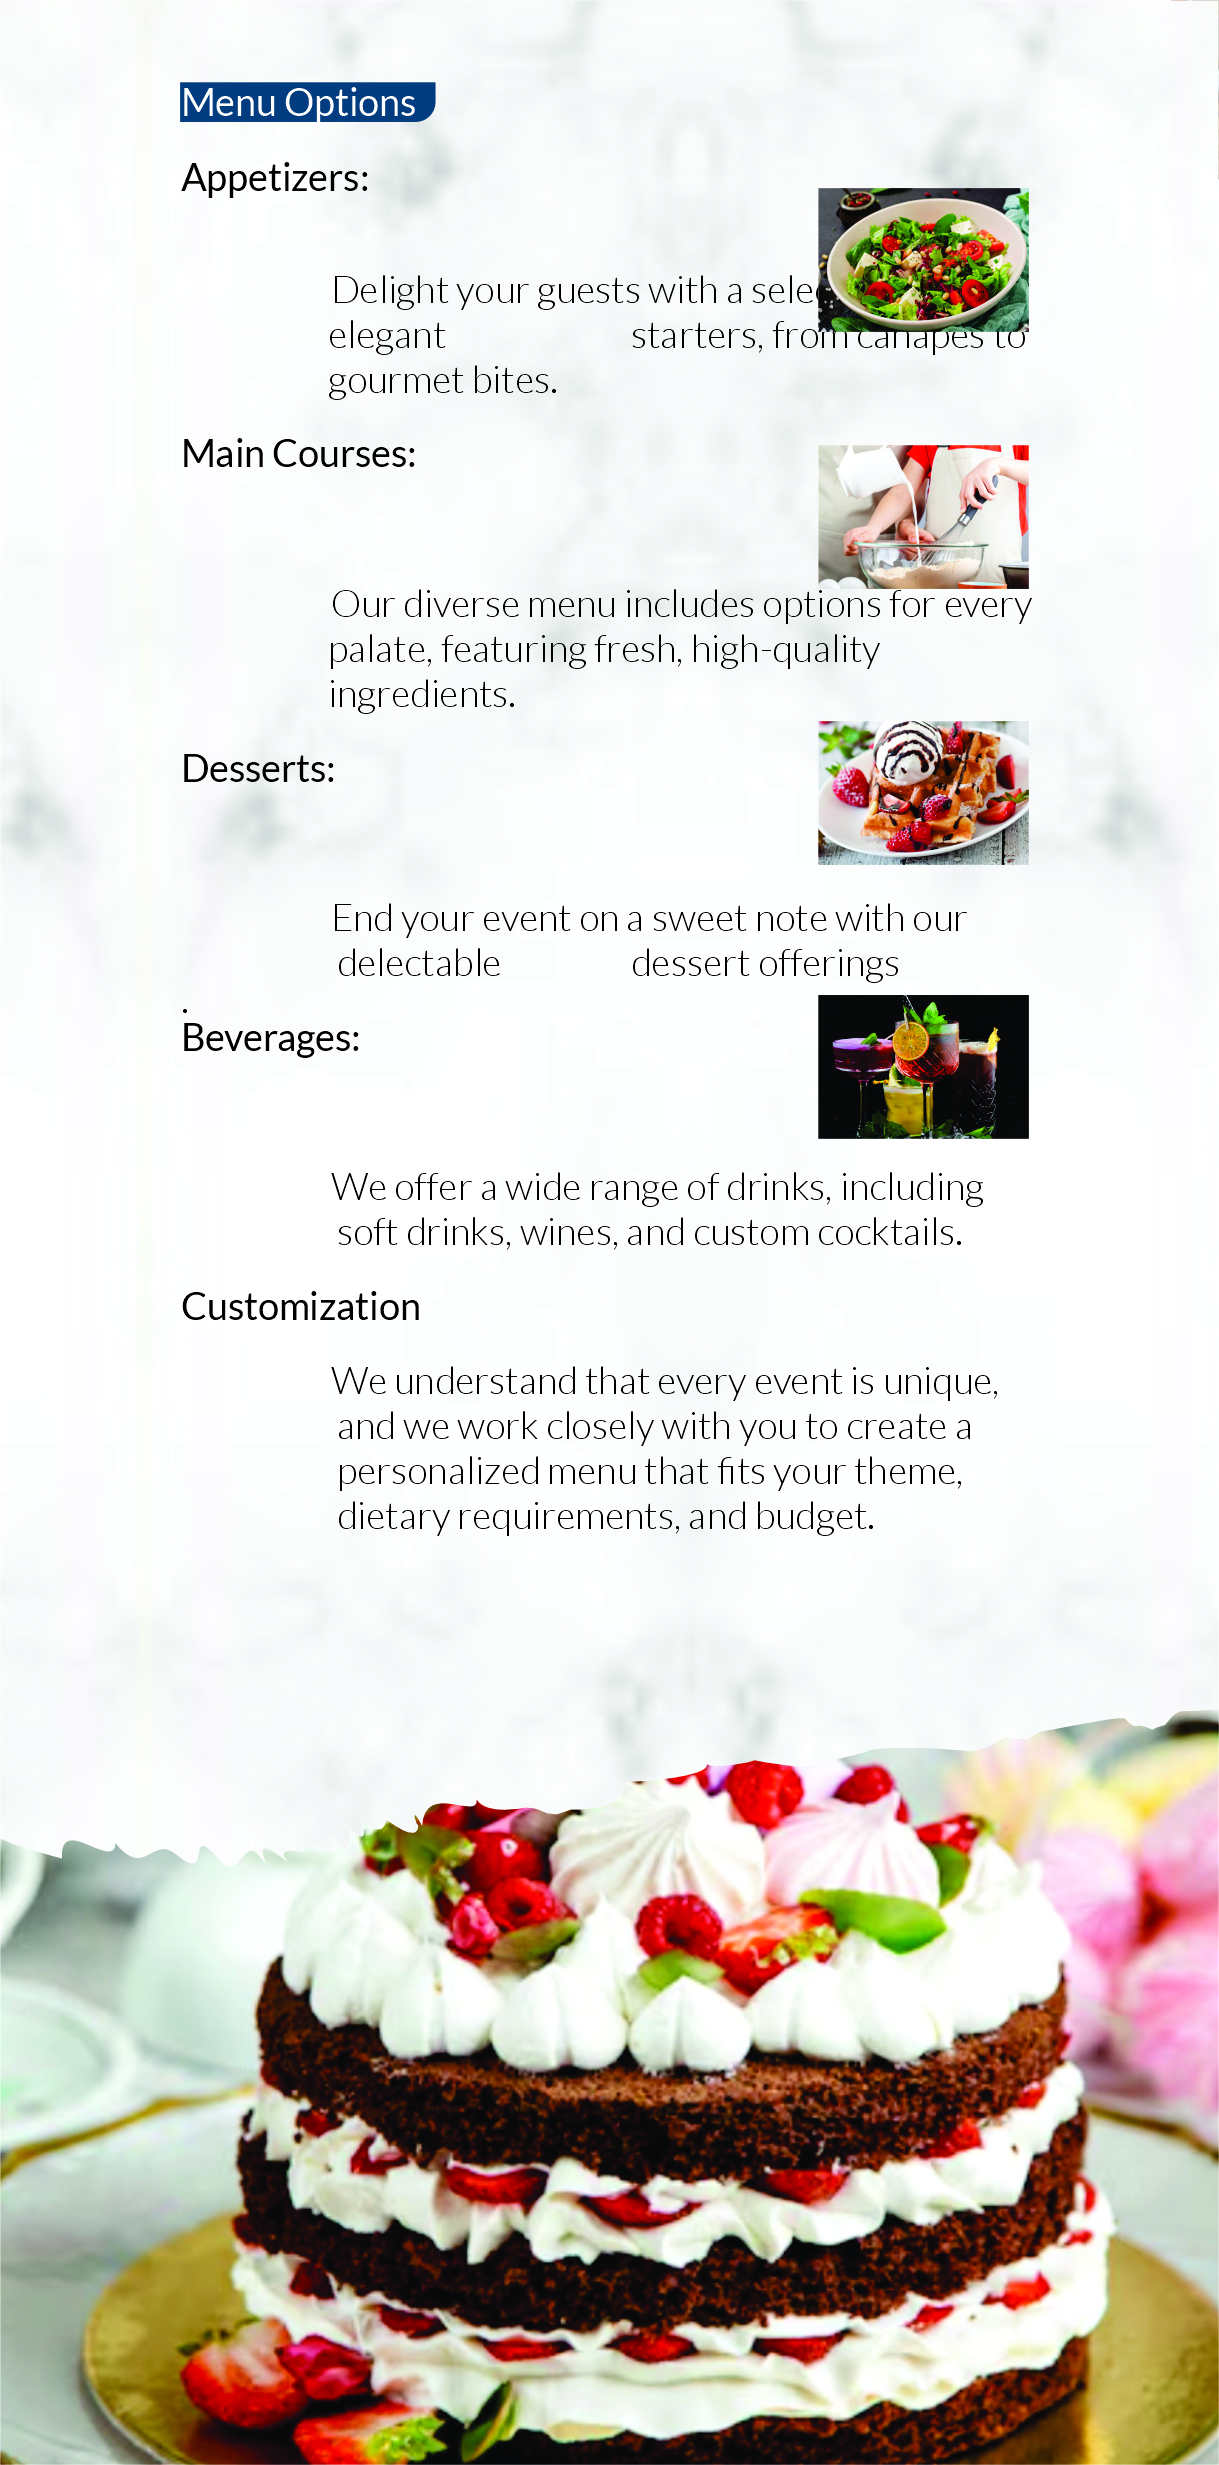 Menu Options
Appetizers:
Delight your guests with a
elegant starters, from canapes to
gourmet bites.
Main Courses:
Our diverse menu includes options for every
palate, featuring fresh, high-quality
ingredients.
Desserts:
End your event on a sweet note with our
delectable dessert offerings
.
Beverages:
We offer a wide range of drinks, including
soft drinks, wines, and custom cocktails.
Customization
We understand that every event is unique,
and we work closely with you to create a
personalized menu that fits your theme,
dietary requirements, and budget.